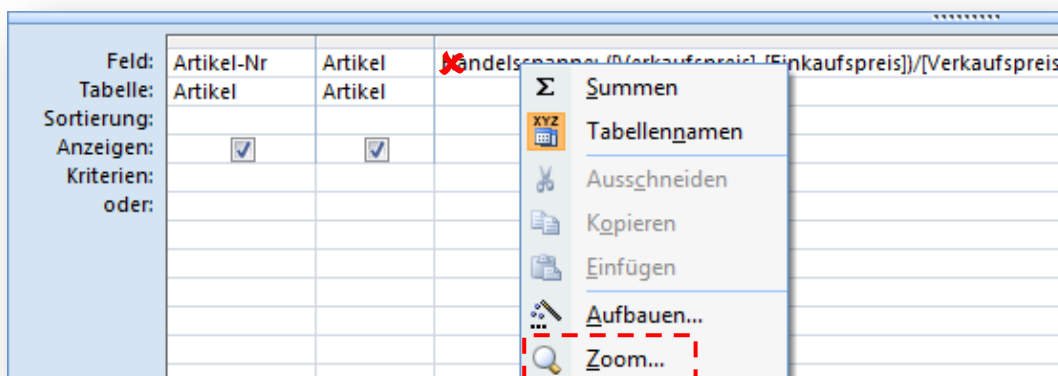 Feld: Artikel-Nr Artikel Handelsspanne: ([Verkaufspreis]-[Einkaufspreis])/[Verkaufspreis
Tabelle: Artikel Artikel
Sortierung:
Anzeigen:
Kriterien:
oder:
Σ Summen
XYZ Tabellennamen
Ausschneiden
Kopieren
Einfügen
Aufbauen...
Zoom...